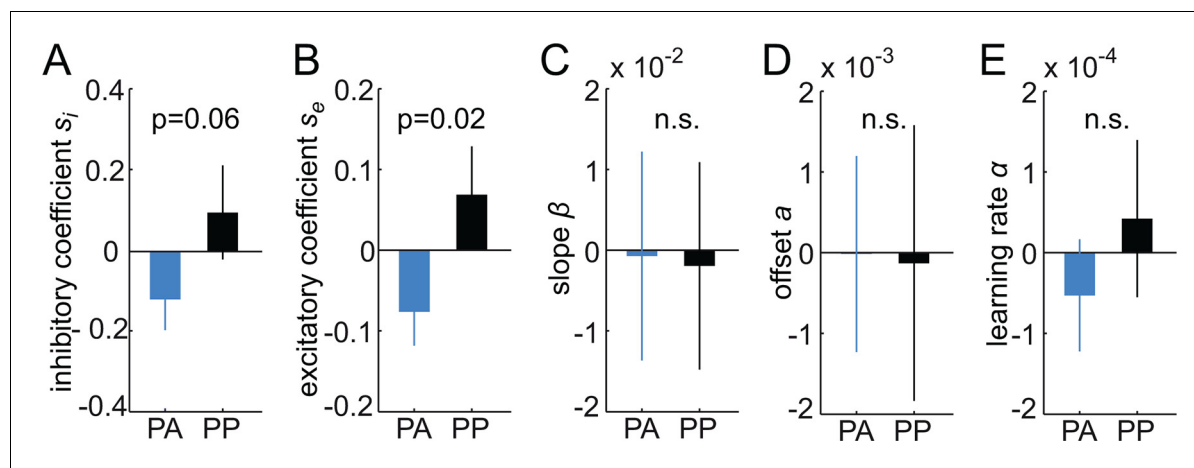 A
inhibitory coefficient si
0.4
0.2
0
-0.2
-0.4
p=0.06
PA PP
B
excitatory coefficient se
0.2
0.1
0
-0.1
-0.2
p=0.02
PA PP
C
x 10-2
slope β
2
1
0
-1
-2
n.s.
PA PP
D
x 10-3
offset a
2
1
0
-1
-2
n.s.
PA PP
E
x 10-4
learning rate α
2
1
0
-1
-2
n.s.
PA PP